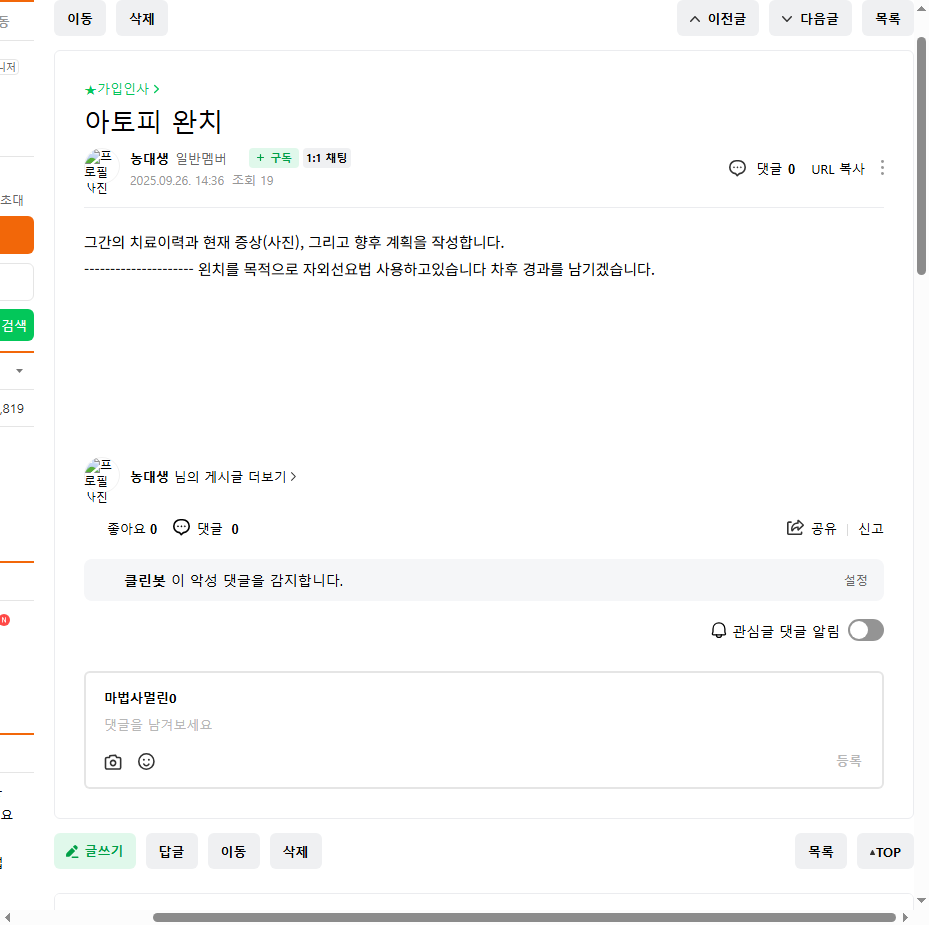 이동 삭제 이전글 다음글 목록
동
니저
★가입인사 >
아토피 완치
프로필 사진
농대생 일반멤버 + 구독 1:1 채팅
2025.09.26. 14:36 조회 19
댓글 0 URL 복사
초대
그간의 치료이력과 현재 증상(사진), 그리고 향후 계획을 작성합니다.
--------------------- 왼치를 목적으로 자외선요법 사용하고있습니다 차후 경과를 남기겠습니다.
검색
,819
프로필 사진
농대생 님의 게시글 더보기 >
좋아요 0 댓글 0 공유 신고
클린봇 이 악성 댓글을 감지합니다. 설정
N
관심글 댓글 알림
마법사멀린0
댓글을 남겨보세요
등록
요
글쓰기 답글 이동 삭제 목록 ▲TOP